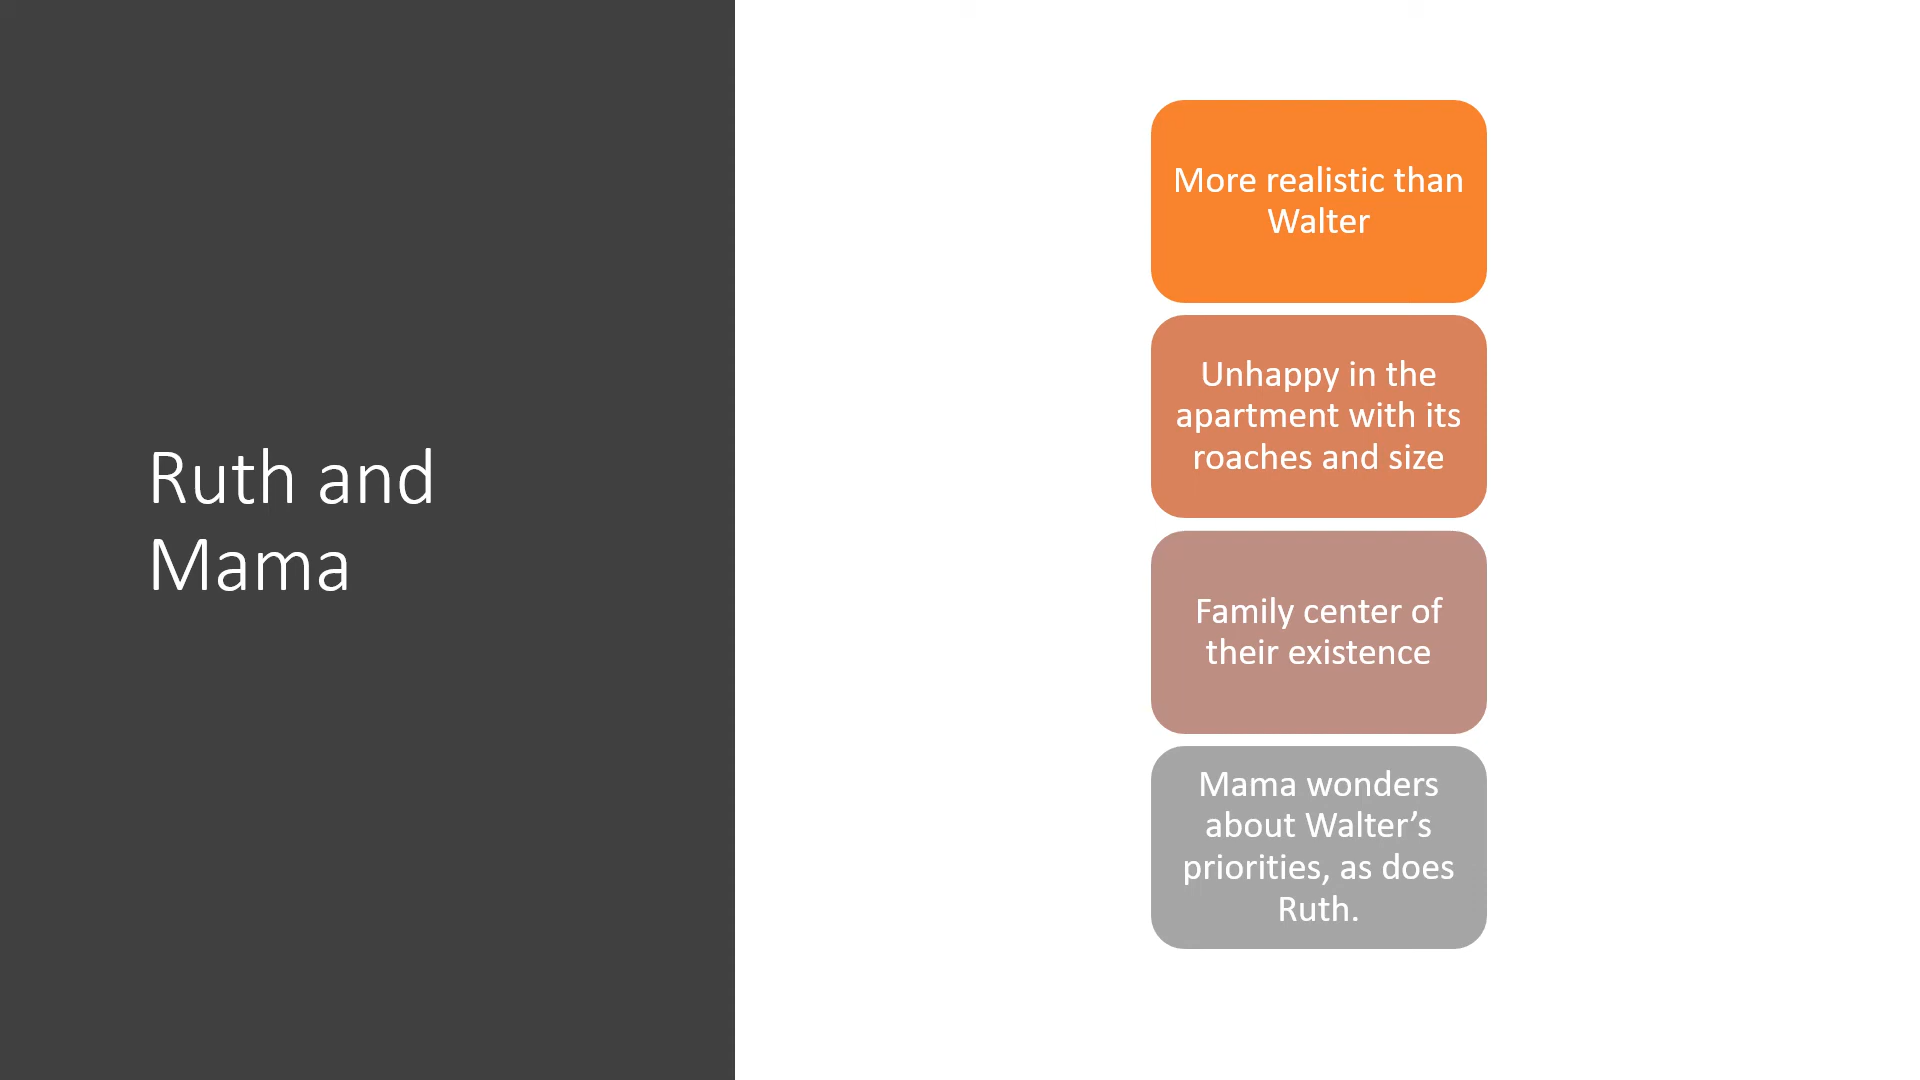 Ruth and
Mama
More realistic than
Walter
Unhappy in the
apartment with its
roaches and size
Family center of
their existence
Mama wonders
about Walter’s
priorities, as does
Ruth.